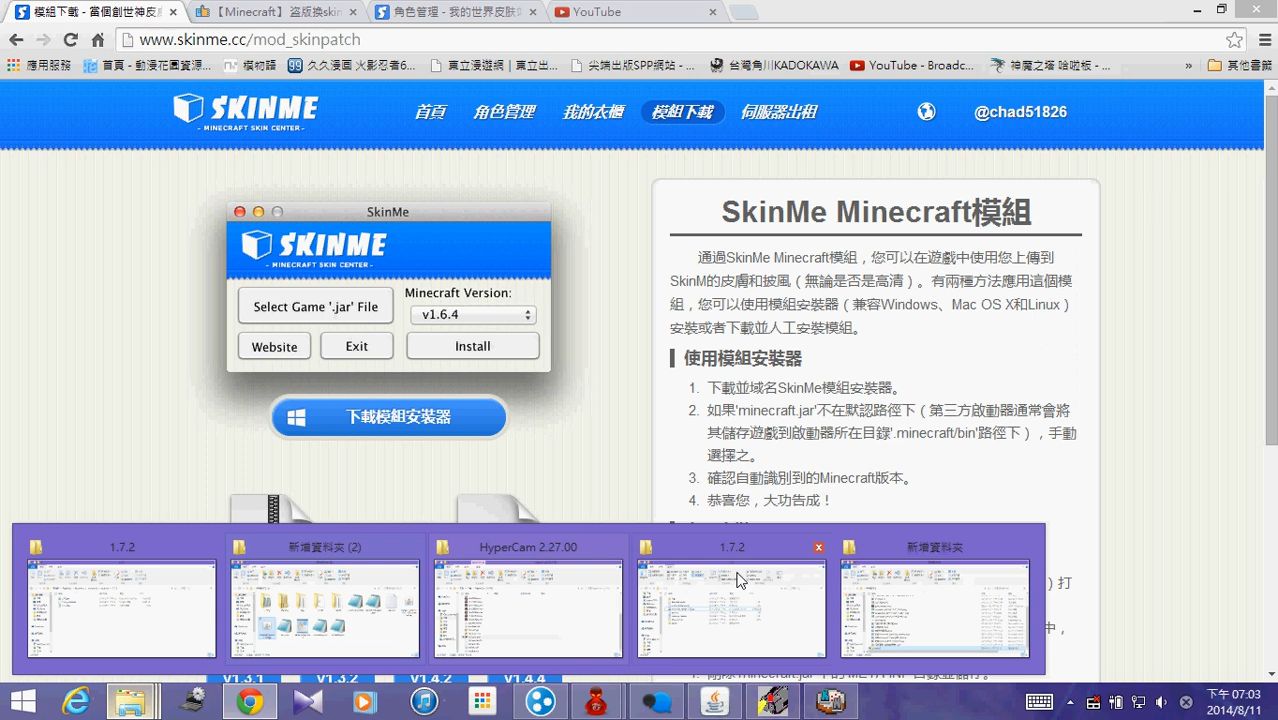 模組下載 - 當個創世神皮膚
【Minecraft】盜版換skin
角色管理 - 我的世界皮膚
YouTube
www.skinme.cc/mod_skinpatch
應用服務
首頁 - 動漫花園資源...
模物語
久久漫画 火影忍者6...
東立漫遊網 | 東立出...
尖端出版SPP網站 - ...
台灣角川KADOKAWA
YouTube - Broadc...
神魔之塔 哈啦板 - ...
»
其他書籤
SKINME
- MINECRAFT SKIN CENTER -
首頁
角色管理
我的衣櫃
模組下載
伺服器出租
@chad51826
SkinMe
SKINME
- MINECRAFT SKIN CENTER -
Select Game '.jar' File
Minecraft Version:
v1.6.4
Website
Exit
Install
下載模組安裝器
SkinMe Minecraft模組
通過SkinMe Minecraft模組，您可以在遊戲中使用您上傳到
SkinM的皮膚和披風（無論是否是高清）。有兩種方法應用這個模
組，您可以使用模組安裝器（兼容Windows、Mac OS X和Linux）
安裝或者下載並人工安裝模組。
使用模組安裝器
1. 下載並域名SkinMe模組安裝器。
2. 如果'minecraft.jar'不在默認路徑下（第三方啟動器通常會將
其儲存遊戲到啟動器所在目錄'.minecraft/bin'路徑下），手動
選擇之。
3. 確認自動識別到的Minecraft版本。
4. 恭喜您，大功告成！
1.7.2
新增資料夾 (2)
HyperCam 2.27.00
1.7.2
新增資料夾
) 打
中，
v1.3.1
v1.3.2
v1.4.2
v1.4.4
下午 07:03
2014/8/11